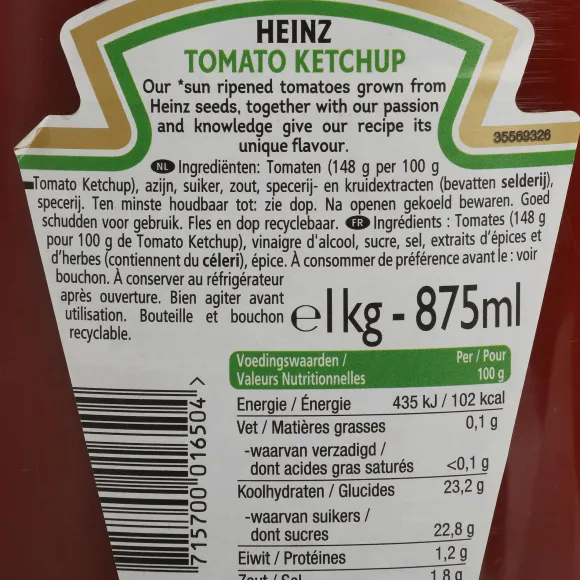 HEINZ
TOMATO KETCHUP
Our *sun ripened tomatoes grown from
Heinz seeds, together with our passion
and knowledge give our recipe its
unique flavour.
35569326
NL Ingrediënten: Tomaten (148 g per 100 g
Tomato Ketchup), azijn, suiker, zout, specerij- en kruidextracten (bevatten selderij),
specerij. Ten minste houdbaar tot: zie dop. Na openen gekoeld bewaren. Goed
schudden voor gebruik. Fles en dop recyclebaar. FR Ingrédients : Tomates (148 g
pour 100 g de Tomato Ketchup), vinaigre d'alcool, sucre, sel, extraits d'épices et
d'herbes (contiennent du céleri), épice. À consommer de préférence avant le : voir
bouchon. À conserver au réfrigérateur
après ouverture. Bien agiter avant
utilisation. Bouteille et bouchon
recyclable.
e1kg - 875ml
Voedingswaarden / Per / Pour
Valeurs Nutritionnelles 100 g
Energie / Énergie 435 kJ / 102 kcal
Vet / Matières grasses 0,1 g
-waarvan verzadigd /
dont acides gras saturés <0,1 g
Koolhydraten / Glucides 23,2 g
-waarvan suikers /
dont sucres 22,8 g
Eiwit / Protéines 1,2 g
Zout / Sel 1,8 g
715700 016504 >